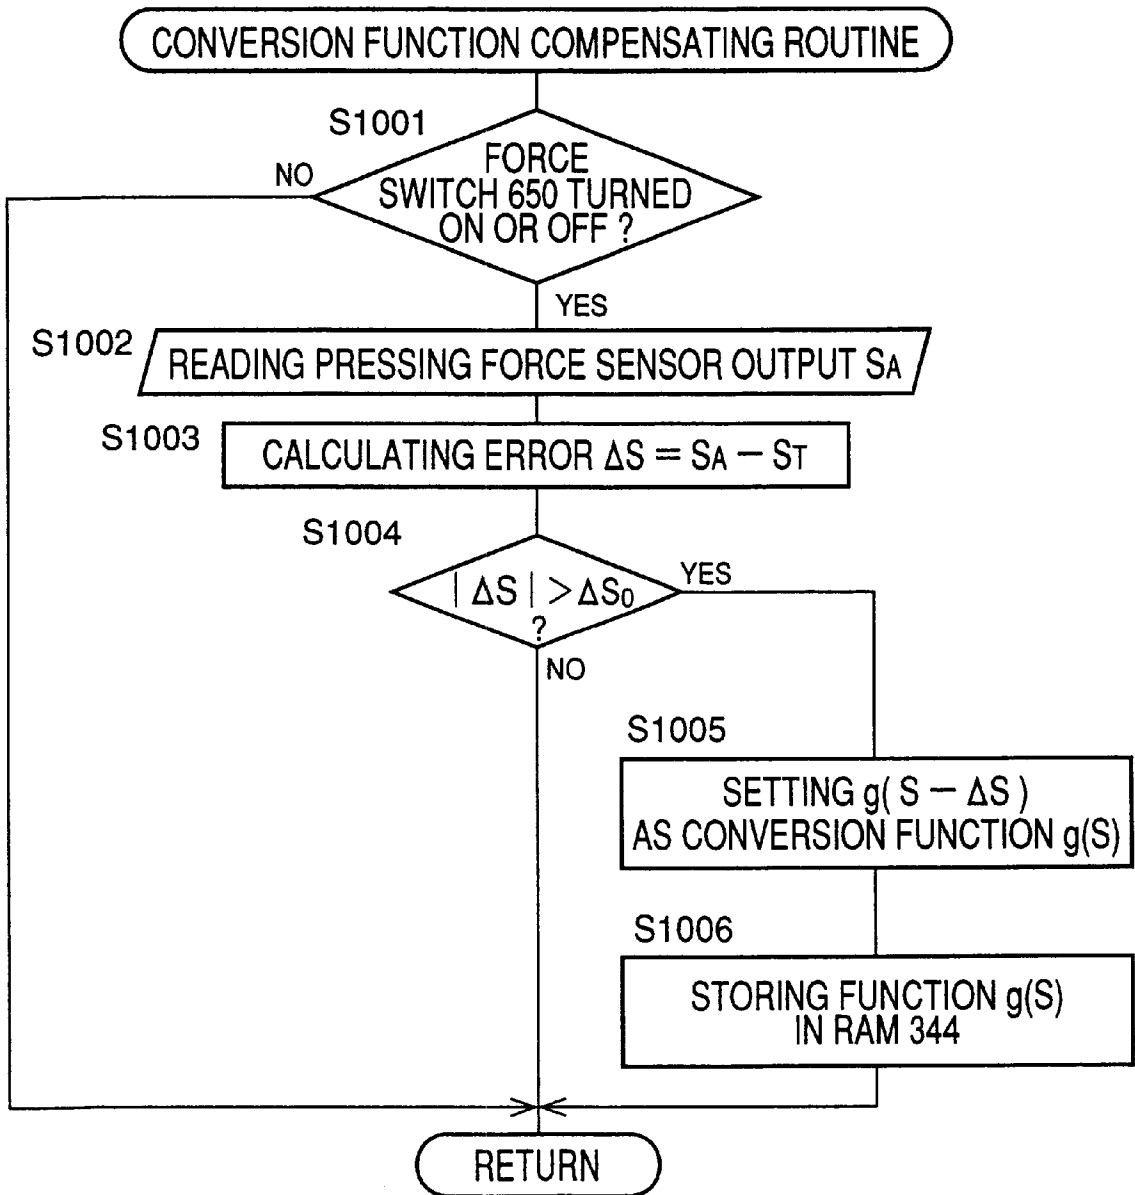 CONVERSION FUNCTION COMPENSATING ROUTINE
S1001
FORCE
SWITCH 650 TURNED
ON OR OFF ?
NO
YES
S1002
READING PRESSING FORCE SENSOR OUTPUT SA
S1003
CALCULATING ERROR ΔS = SA − ST
S1004
| ΔS | > ΔS0
?
YES
NO
S1005
SETTING g( S − ΔS )
AS CONVERSION FUNCTION g(S)
S1006
STORING FUNCTION g(S)
IN RAM 344
RETURN